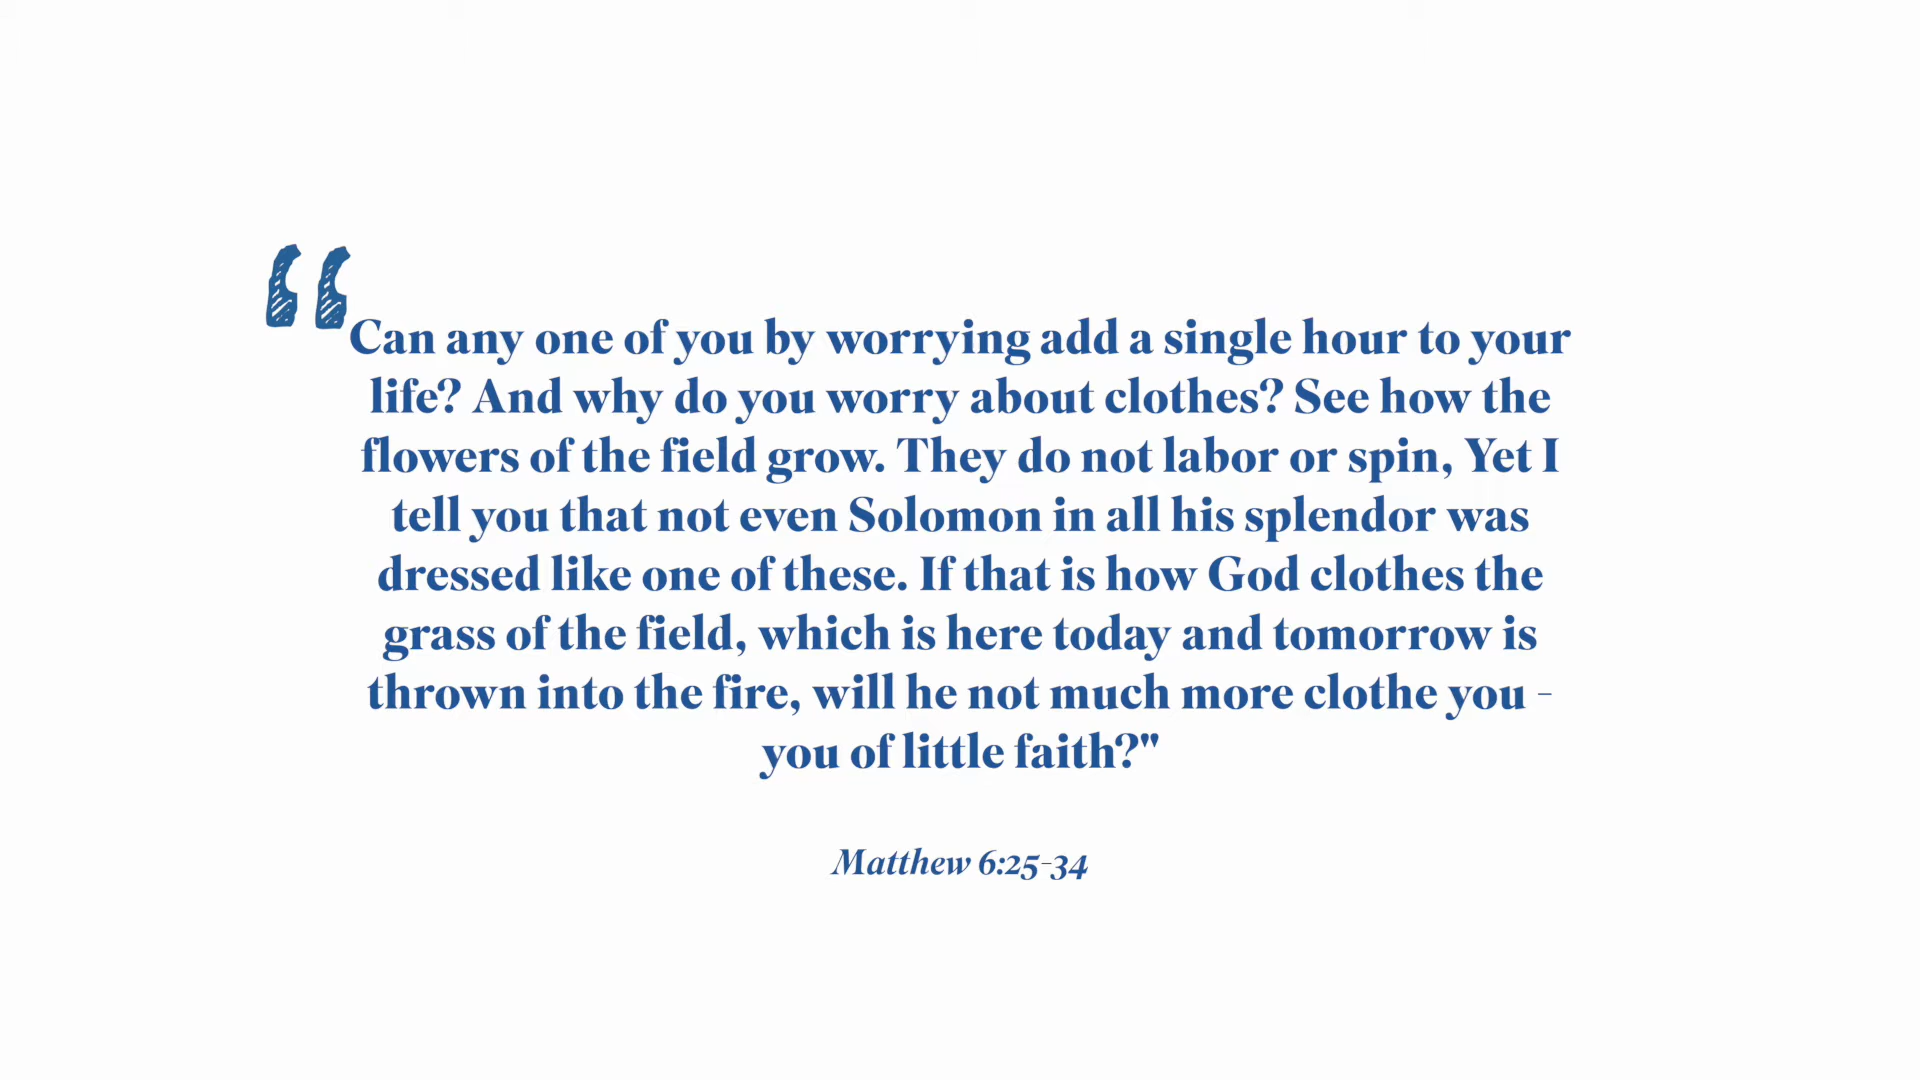 “Can any one of you by worrying add a single hour to your
life? And why do you worry about clothes? See how the
flowers of the field grow. They do not labor or spin, Yet I
tell you that not even Solomon in all his splendor was
dressed like one of these. If that is how God clothes the
grass of the field, which is here today and tomorrow is
thrown into the fire, will he not much more clothe you -
you of little faith?"
Matthew 6:25-34